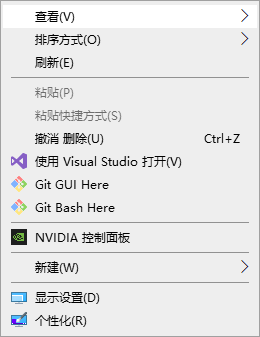 查看(V)
排序方式(O)
刷新(E)
粘贴(P)
粘贴快捷方式(S)
撤消 删除(U) Ctrl+Z
使用 Visual Studio 打开(V)
Git GUI Here
Git Bash Here
NVIDIA 控制面板
新建(W)
显示设置(D)
个性化(R)